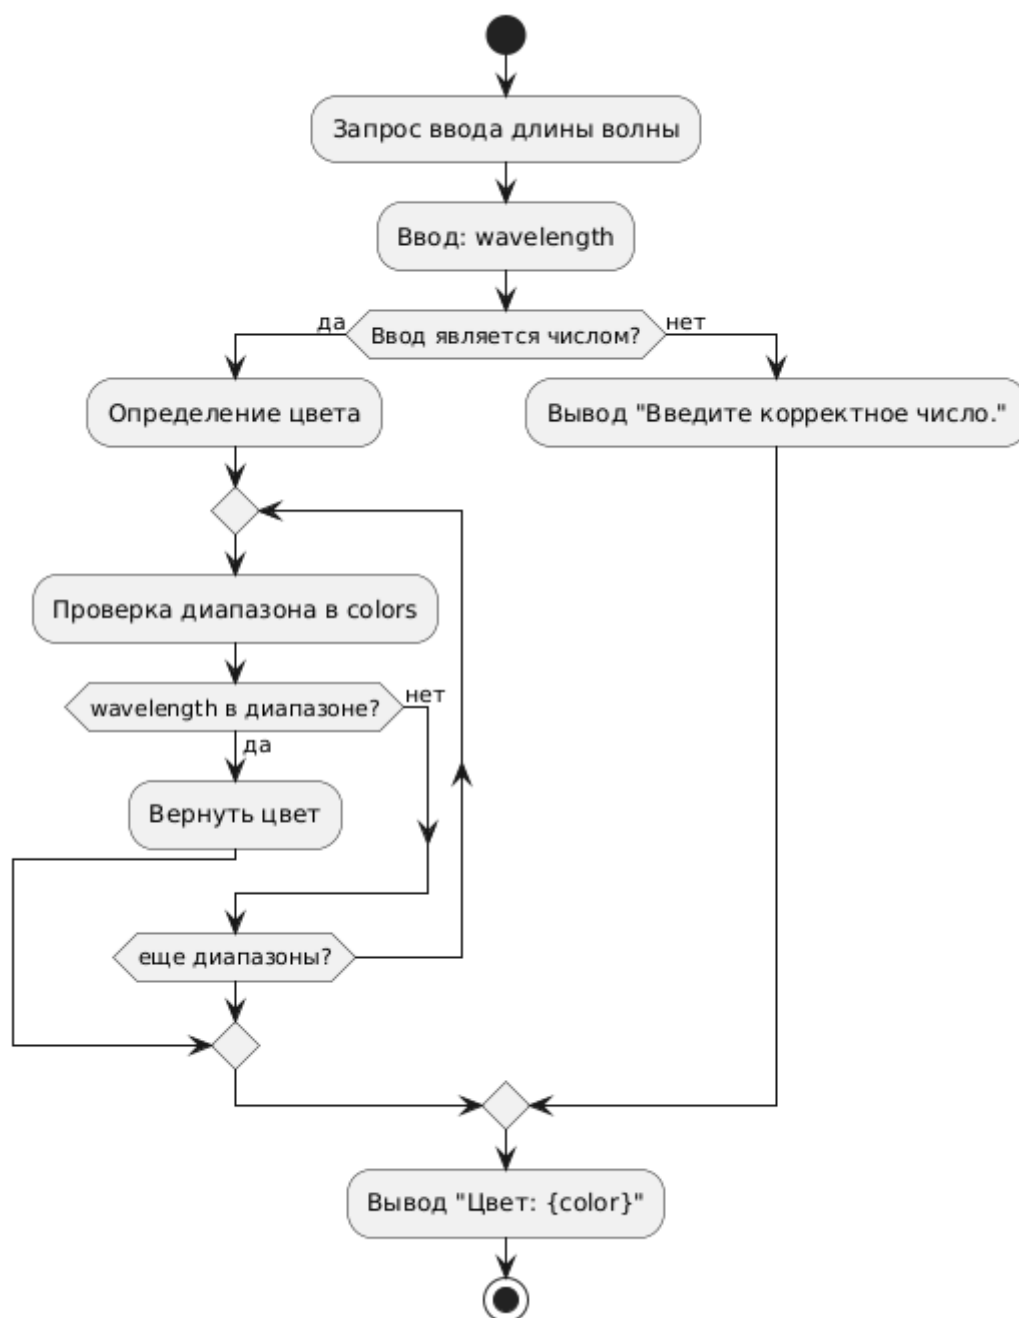 Запрос ввода длины волны
Ввод: wavelength
да
Ввод является числом?
нет
Определение цвета
Вывод "Введите корректное число."
Проверка диапазона в colors
wavelength в диапазоне?
нет
да
Вернуть цвет
еще диапазоны?
Вывод "Цвет: {color}"